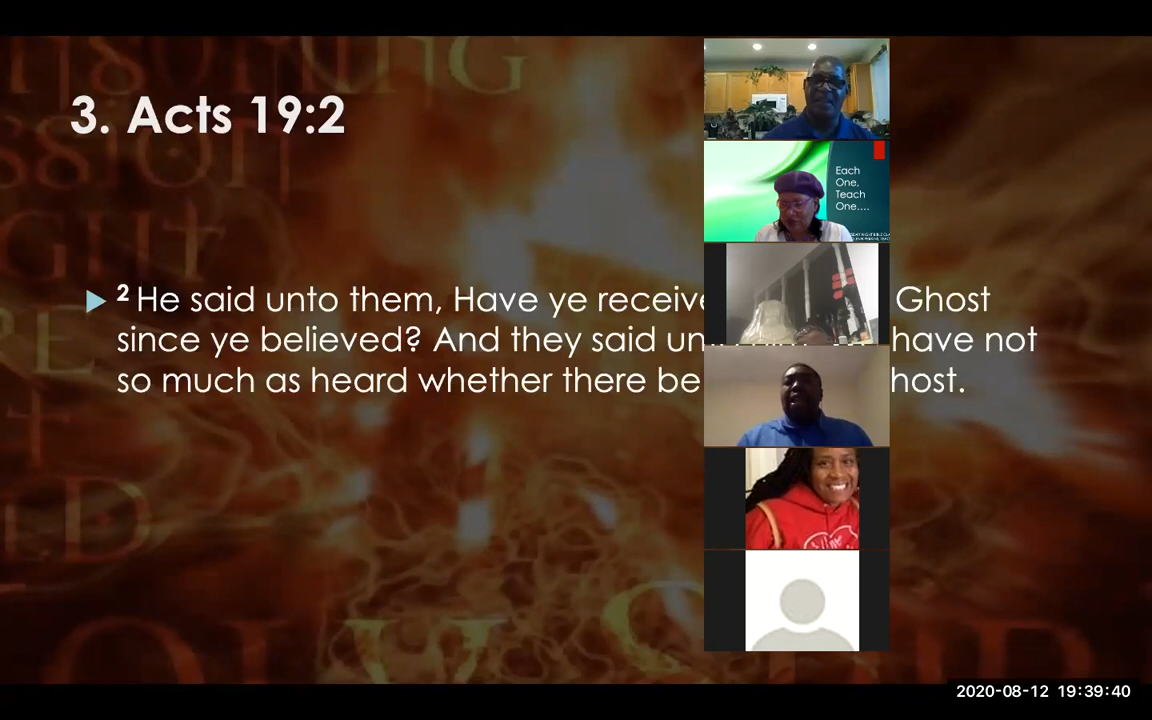 3. Acts 19:2
2 He said unto them, Have ye receive Ghost
since ye believed? And they said un have not
so much as heard whether there be host.
Each
One,
Teach
One....
2020-08-12 19:39:40